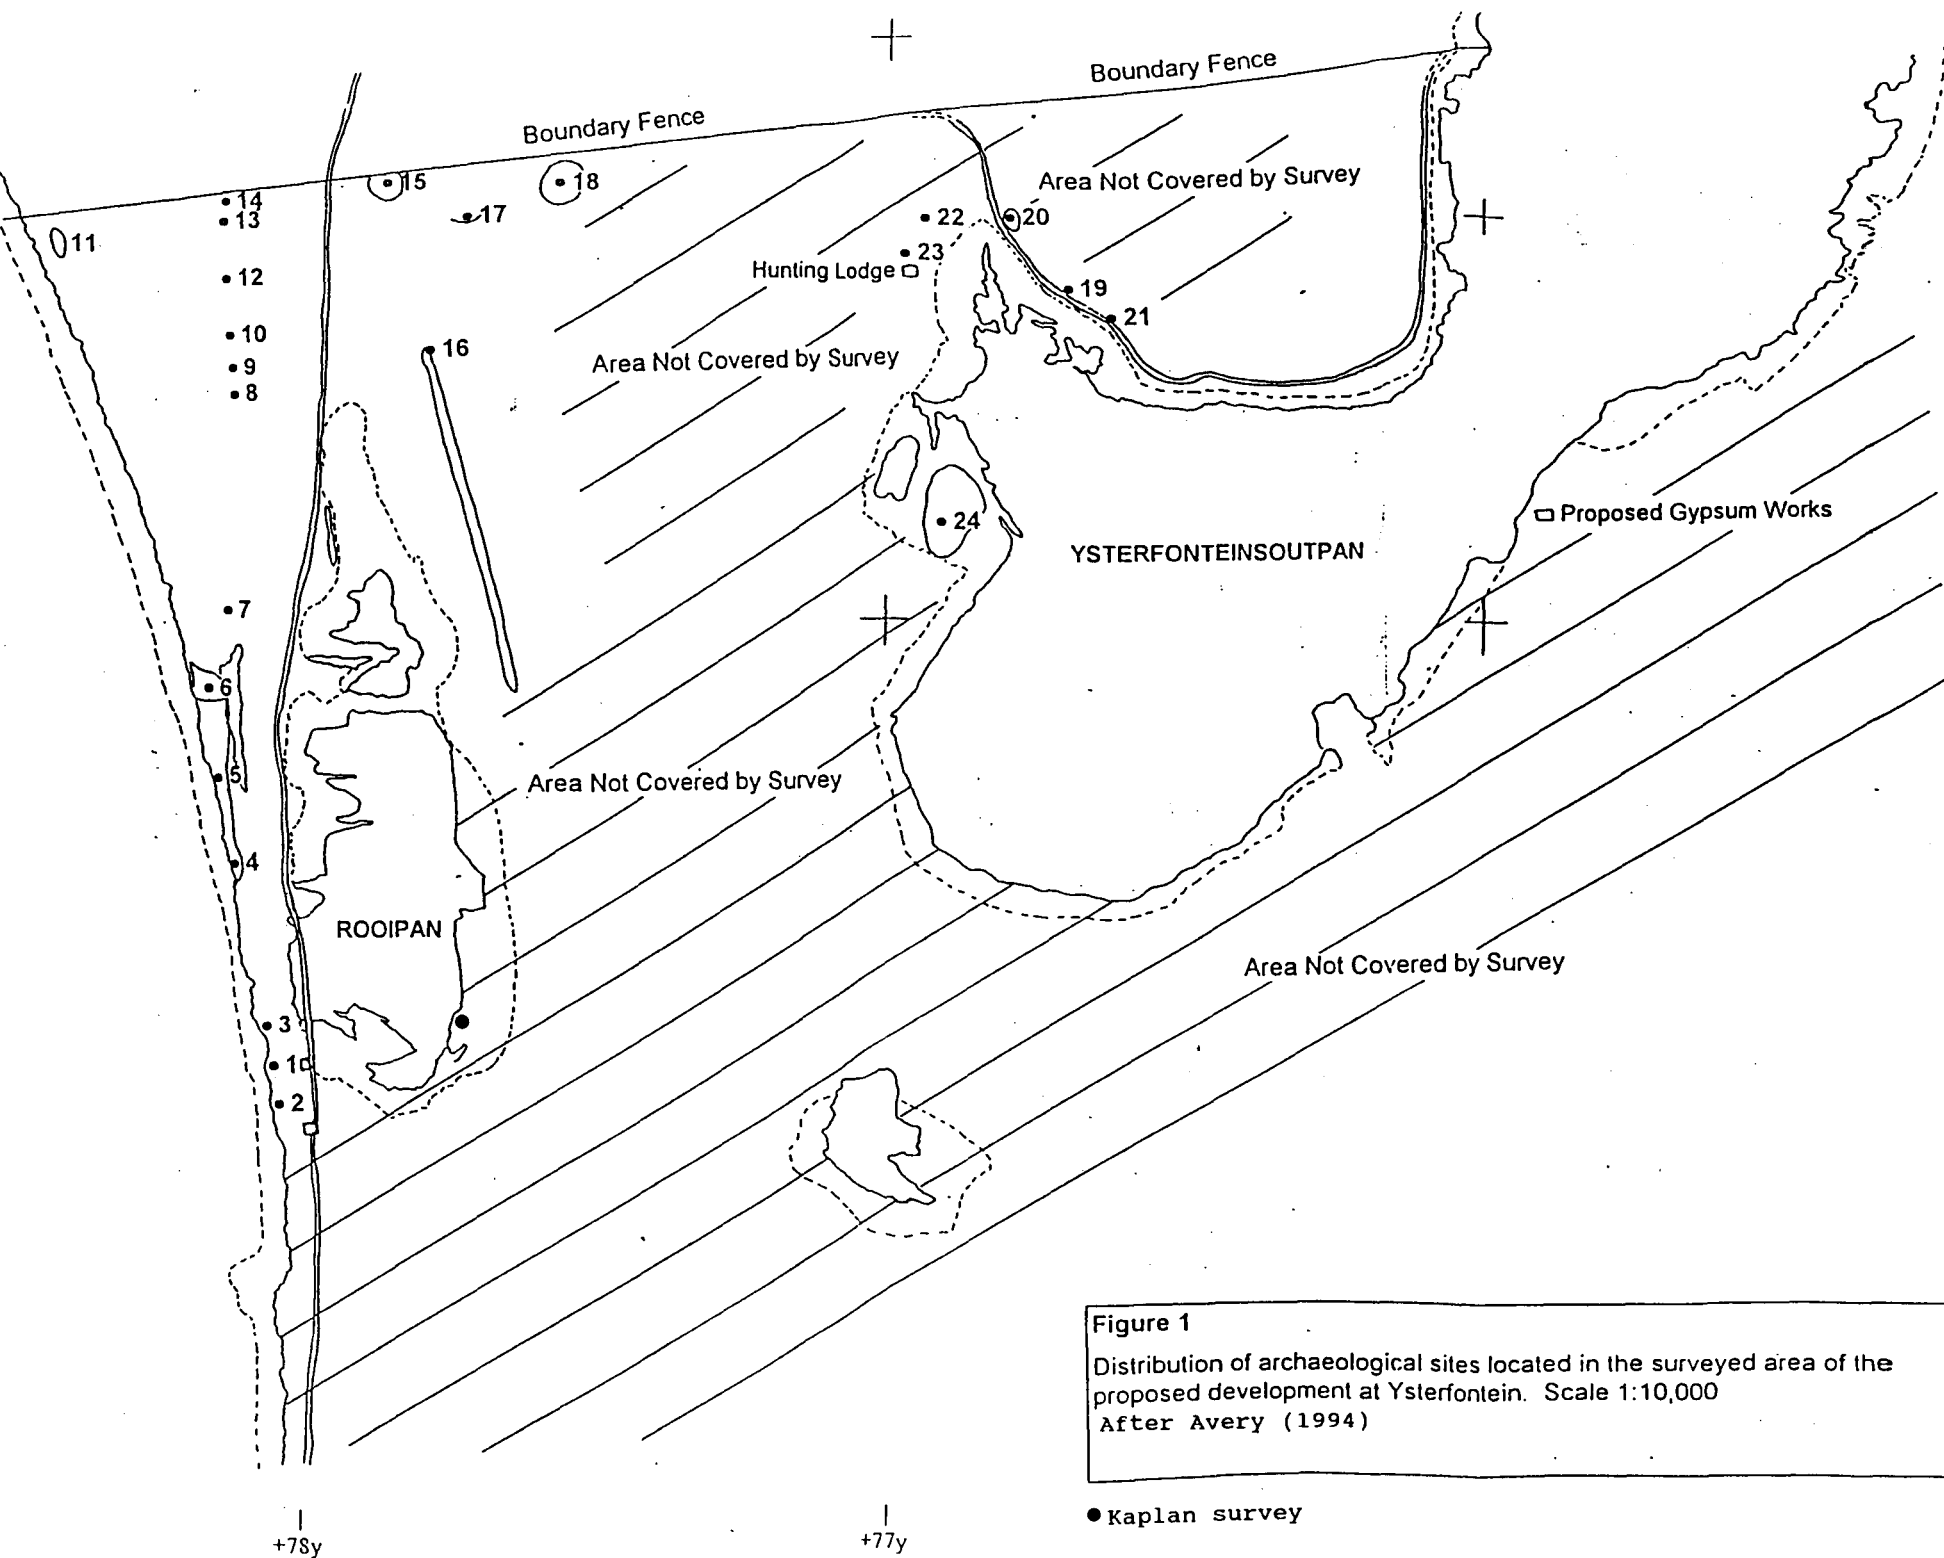 Boundary Fence
Boundary Fence
15
18
Area Not Covered by Survey
14
13
17
22
20
11
23
12
Hunting Lodge
19
21
10
16
Area Not Covered by Survey
9
8
24
Proposed Gypsum Works
YSTERFONTEINSOUTPAN
7
6
5
Area Not Covered by Survey
4
ROOIPAN
Area Not Covered by Survey
3
1
2
Figure 1
Distribution of archaeological sites located in the surveyed area of the
proposed development at Ysterfontein. Scale 1:10,000
After Avery (1994)
Kaplan survey
+78y
+77y